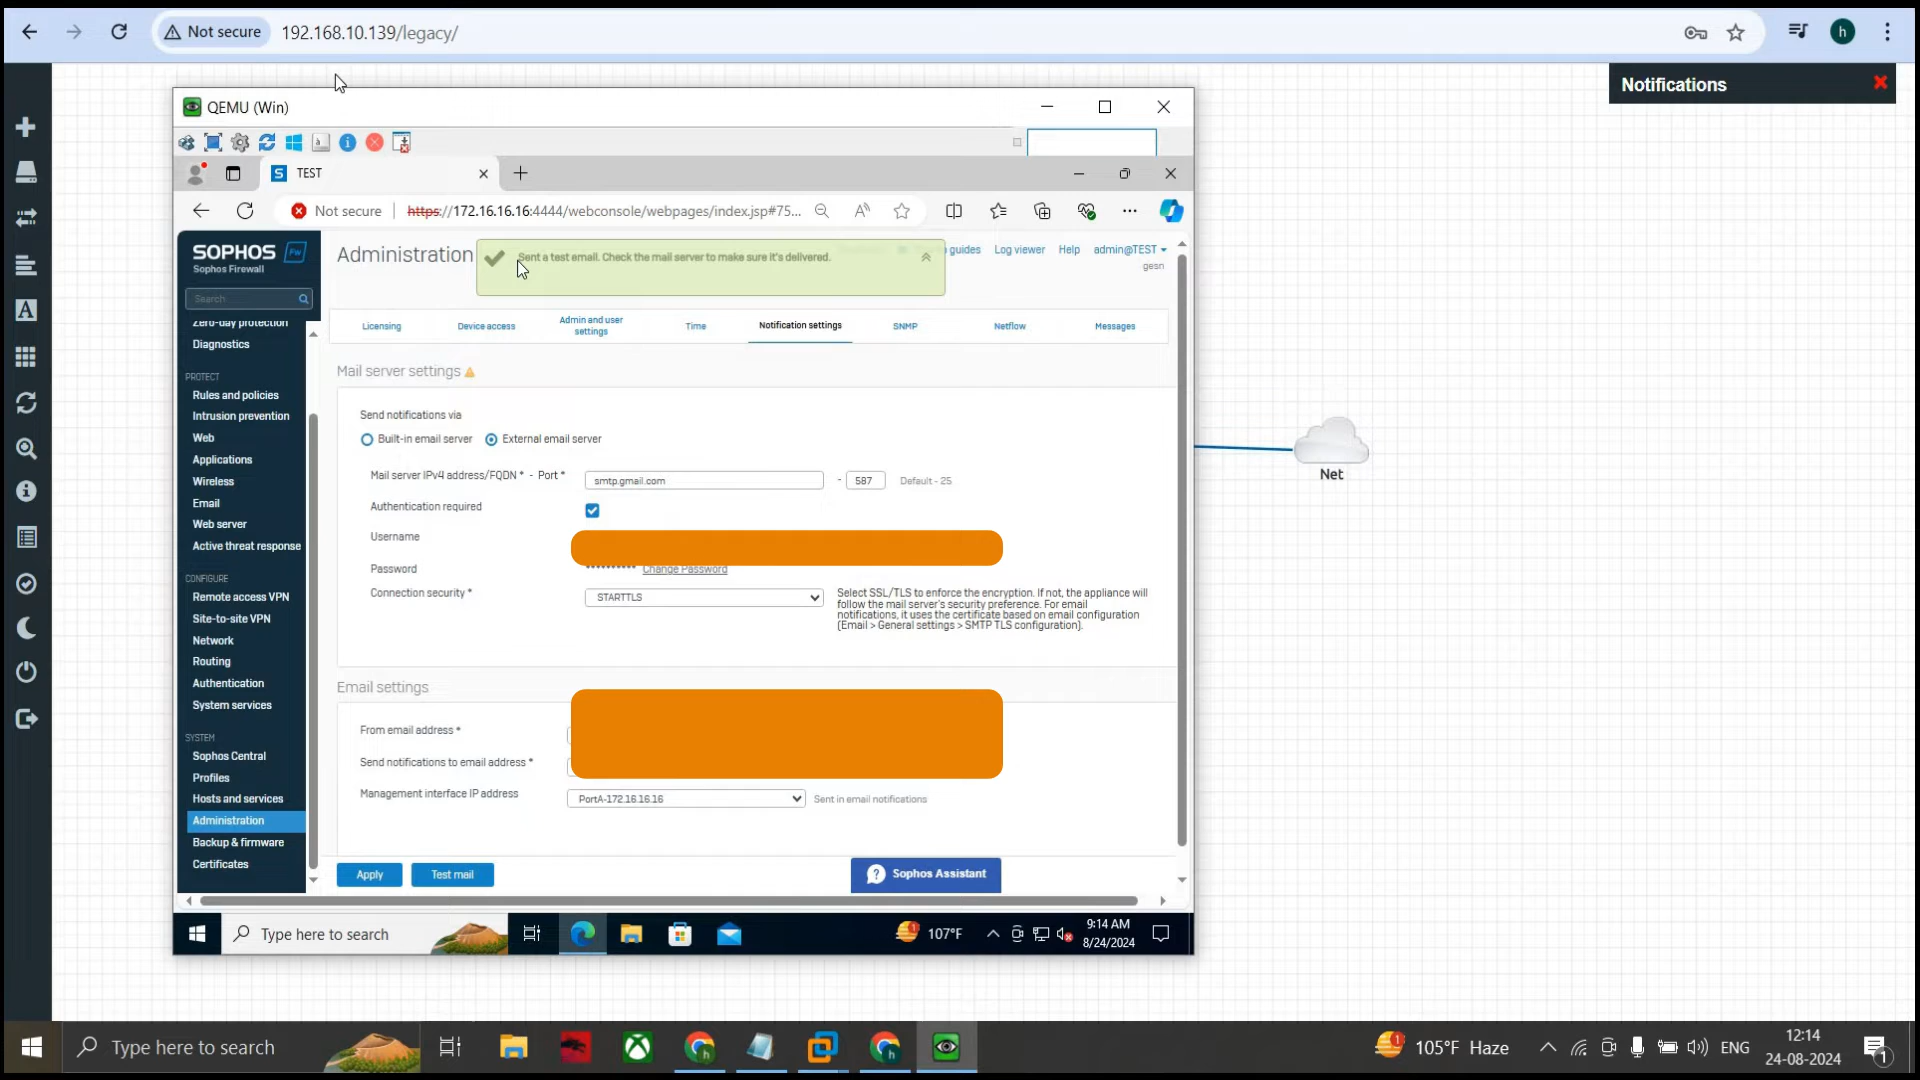 Not secure 192.168.10.139/legacy/
h
Notifications
QEMU (Win)
TEST
Not secure https://172.16.16.16:4444/webconsole/webpages/index.jsp#75...
SOPHOS Fw
Sophos Firewall
Search
Administration
Sent a test email. Check the mail server to make sure it's delivered.
guides Log viewer Help admin@TEST
gesn
Licensing
Device access
Admin and user
settings
Time
Notification settings
SNMP
Netflow
Messages
Zero-day protection
Diagnostics
PROTECT
Rules and policies
Intrusion prevention
Web
Applications
Wireless
Email
Web server
Active threat response
CONFIGURE
Remote access VPN
Site-to-site VPN
Network
Routing
Authentication
System services
SYSTEM
Sophos Central
Profiles
Hosts and services
Administration
Backup & firmware
Certificates
Mail server settings
Send notifications via
Built-in email server External email server
Mail server IPv4 address/FQDN * - Port * smtp.gmail.com - 587 Default - 25
Authentication required
Username
Password Change Password
Connection security * STARTTLS
Select SSL/TLS to enforce the encryption. If not, the appliance will
follow the mail server's security preference. For email
notifications, it uses the certificate based on email configuration
(Email > General settings > SMTP TLS configuration).
Email settings
From email address *
Send notifications to email address *
Management interface IP address PortA-172.16.16.16 Sent in email notifications
Apply Test mail
Sophos Assistant
Net
Type here to search
107°F
9:14 AM
8/24/2024
Type here to search
105°F Haze
ENG
12:14
24-08-2024
1